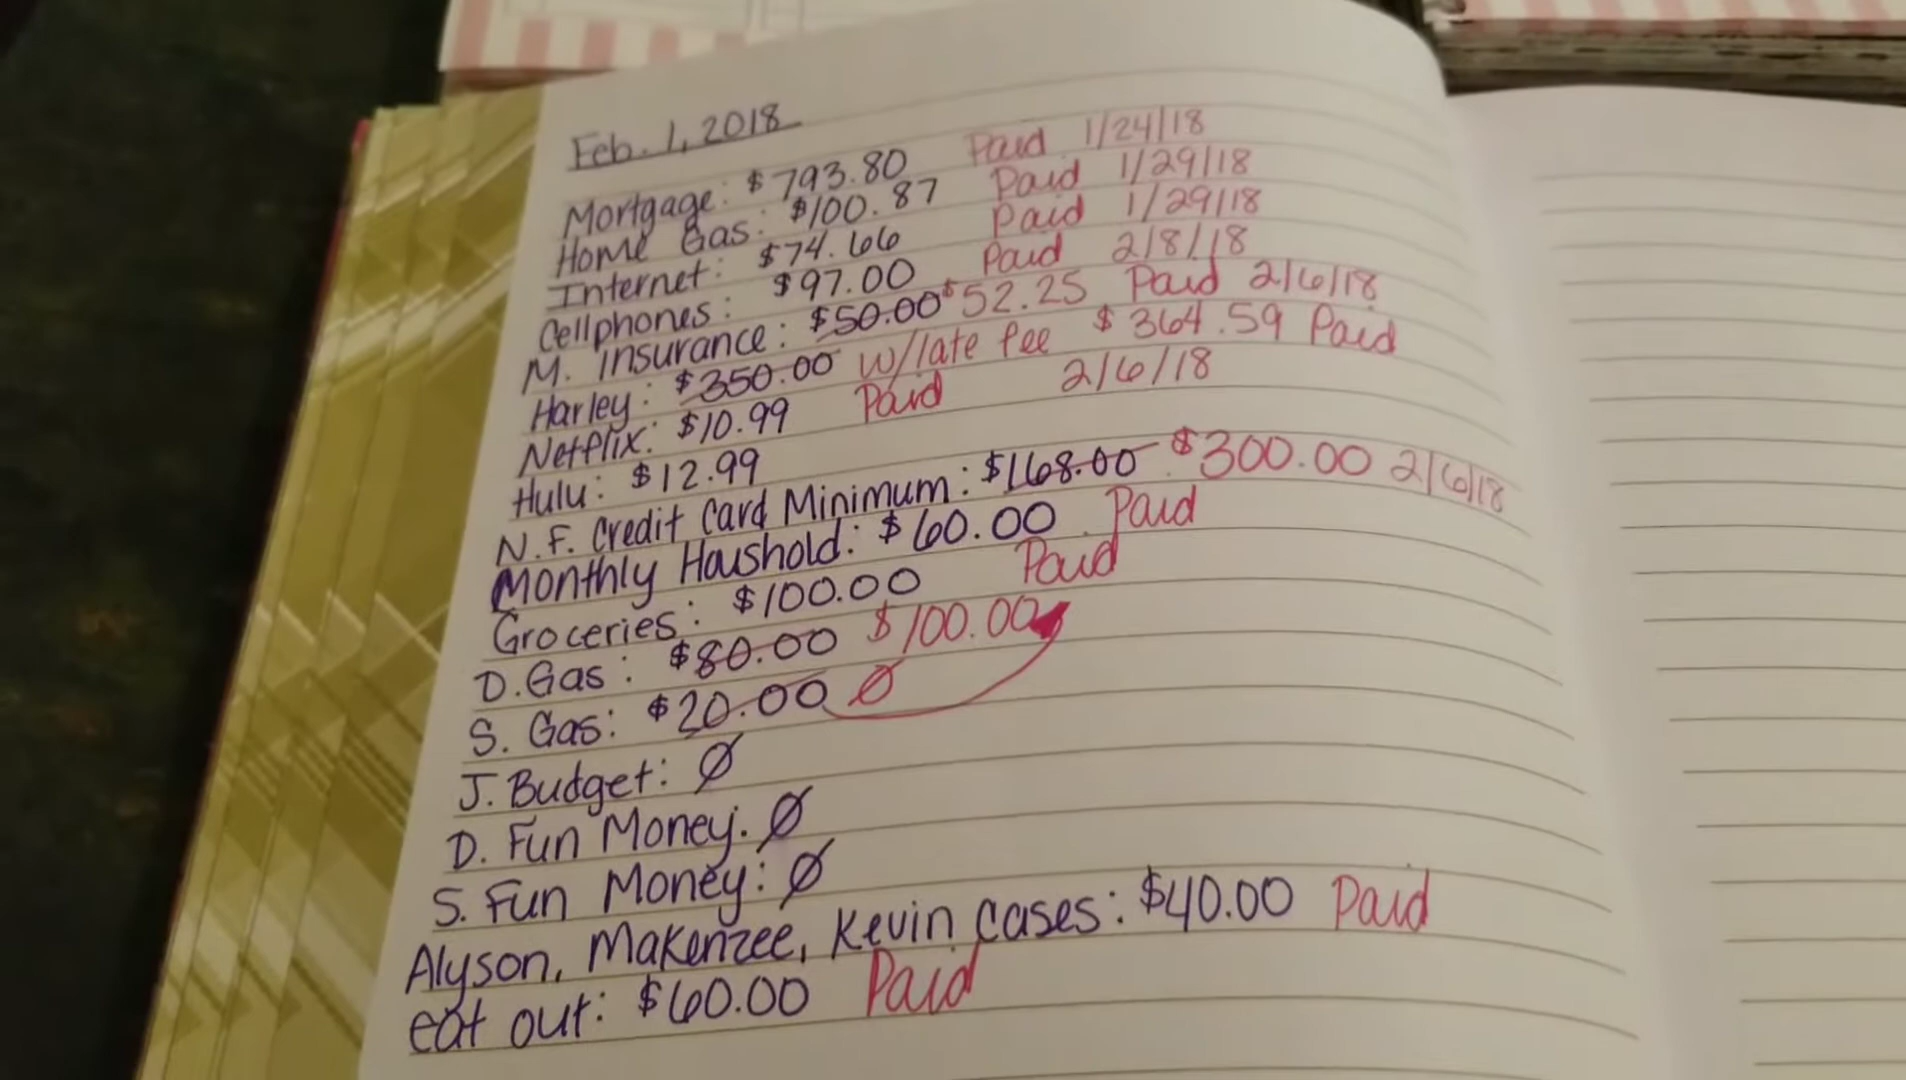 Feb. 1, 2018
Mortgage: $793.80 Paid 1/24/18
Home Gas: $100.87 Paid 1/29/18
Internet: $74.66 Paid 1/29/18
Cellphones: $97.00 Paid 2/8/18
M. Insurance: $50.00 $52.25 Paid 2/6/18
Harley: $350.00 w/late fee $364.59 Paid
Netflix: $10.99 Paid 2/6/18
Hulu: $12.99
N.F. Credit Card Minimum: $168.00 $300.00 2/6/18
Monthly Houshold: $60.00 Paid
Groceries: $100.00 Paid
D. Gas: $80.00 $100.00
S. Gas: $20.00 Ø
J. Budget: Ø
D. Fun Money: Ø
S. Fun Money: Ø
Alyson, Makenzee, Kevin cases: $40.00 Paid
eat out: $60.00 Paid